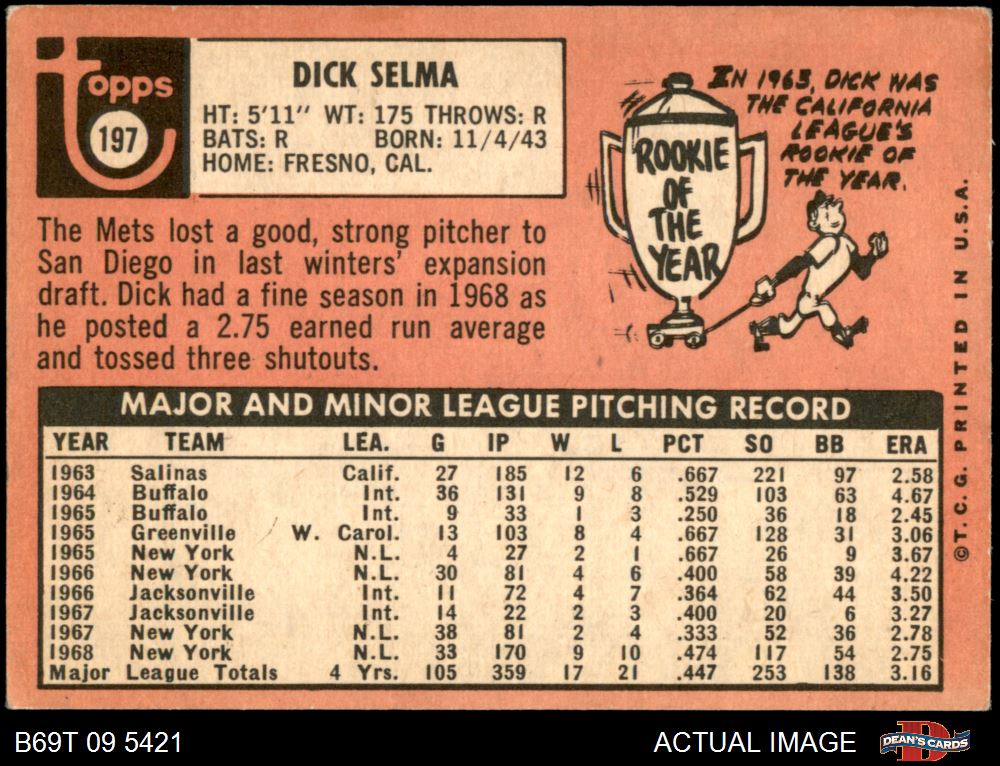 Topps
197
DICK SELMA
HT: 5'11" WT: 175 THROWS: R
BATS: R BORN: 11/4/43
HOME: FRESNO, CAL.
IN 1963, DICK WAS
THE CALIFORNIA
LEAGUE'S
ROOKIE OF
THE YEAR.
ROOKIE
OF
THE
YEAR
The Mets lost a good, strong pitcher to
San Diego in last winters' expansion
draft. Dick had a fine season in 1968 as
he posted a 2.75 earned run average
and tossed three shutouts.
MAJOR AND MINOR LEAGUE PITCHING RECORD
YEAR TEAM LEA. G IP W L PCT SO BB ERA
1963 Salinas Calif. 27 185 12 6 .667 221 97 2.58
1964 Buffalo Int. 36 131 9 8 .529 103 63 4.67
1965 Buffalo Int. 9 33 1 3 .250 36 18 2.45
1965 Greenville W. Carol. 13 103 8 4 .667 128 31 3.06
1965 New York N.L. 4 27 2 1 .667 26 9 3.67
1966 New York N.L. 30 81 4 6 .400 58 39 4.22
1966 Jacksonville Int. 11 72 4 7 .364 62 44 3.50
1967 Jacksonville Int. 14 22 2 3 .400 20 6 3.27
1967 New York N.L. 38 81 2 4 .333 52 36 2.78
1968 New York N.L. 33 170 9 10 .474 117 54 2.75
Major League Totals 4 Yrs. 105 359 17 21 .447 253 138 3.16
©T.C.G. PRINTED IN U.S.A.
B69T 09 5421
ACTUAL IMAGE
D
DEAN'S CARDS